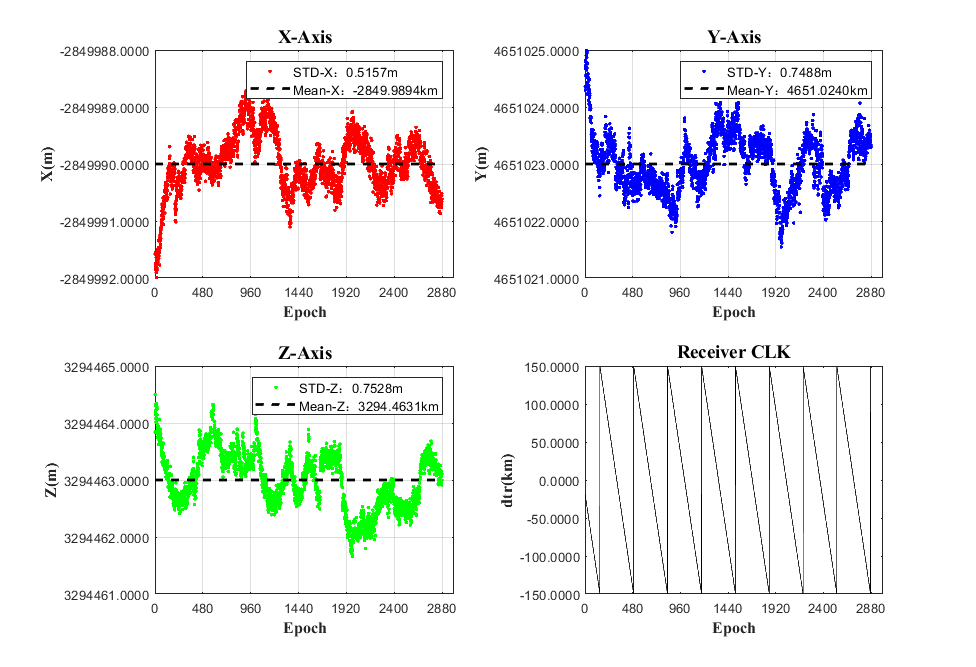 X-Axis
-2849988.0000
-2849989.0000
-2849990.0000
-2849991.0000
-2849992.0000
X(m)
STD-X：0.5157m
Mean-X：-2849.9894km
0 480 960 1440 1920 2400 2880
Epoch
Y-Axis
4651025.0000
4651024.0000
4651023.0000
4651022.0000
4651021.0000
Y(m)
STD-Y：0.7488m
Mean-Y：4651.0240km
0 480 960 1440 1920 2400 2880
Epoch
Z-Axis
3294465.0000
3294464.0000
3294463.0000
3294462.0000
3294461.0000
Z(m)
STD-Z：0.7528m
Mean-Z：3294.4631km
0 480 960 1440 1920 2400 2880
Epoch
Receiver CLK
150.0000
100.0000
50.0000
0.0000
-50.0000
-100.0000
-150.0000
dtr(km)
0 480 960 1440 1920 2400 2880
Epoch